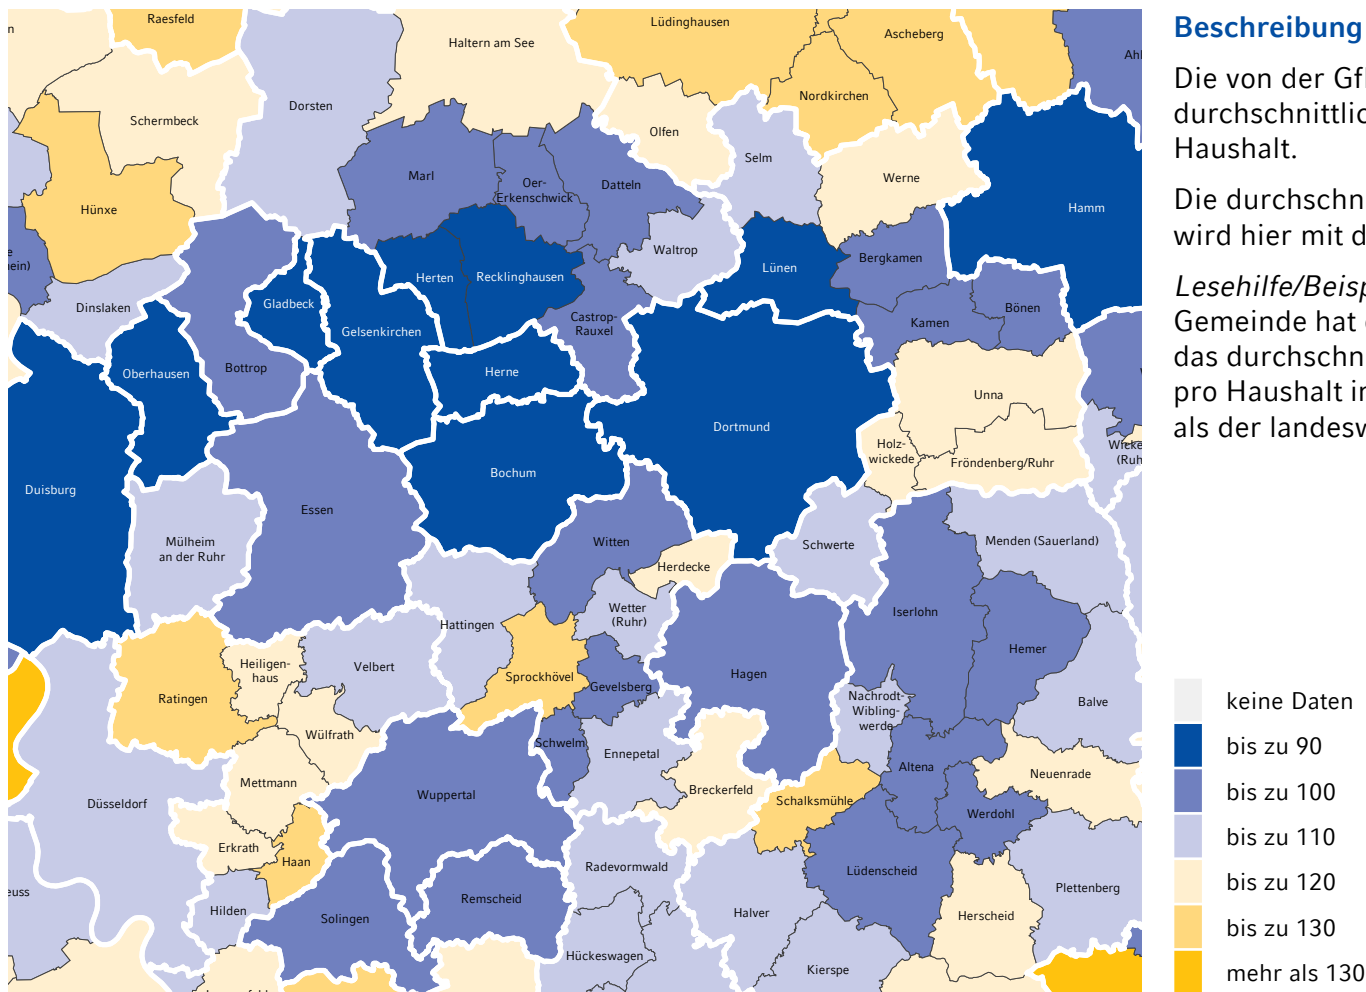 Raesfeld
Lüdinghausen
Ascheberg
Haltern am See
Dorsten
Nordkirchen
Schermbeck
Olfen
Selm
Werne
Marl
Oer-
Erkenschwick
Datteln
Hünxe
Hamm
Waltrop
Bergkamen
Lünen
Herten
Recklinghausen
Gladbeck
Dinslaken
Bönen
Castrop-
Rauxel
Kamen
Gelsenkirchen
Bottrop
Herne
Oberhausen
Unna
Dortmund
Holz-
wickede
Fröndenberg/Ruhr
Bochum
Duisburg
Essen
Mülheim
an der Ruhr
Witten
Schwerte
Menden (Sauerland)
Herdecke
Wetter
(Ruhr)
Iserlohn
Hattingen
Hemer
Heiligen-
haus
Velbert
Sprockhövel
Gevelsberg
Hagen
Ratingen
Nachrodt-
Wibling-
werde
Balve
Wülfrath
Schwelm
Ennepetal
Altena
Neuenrade
Mettmann
Breckerfeld
Wuppertal
Schalksmühle
Düsseldorf
Werdohl
Erkrath
Haan
Radevormwald
Lüdenscheid
Plettenberg
Remscheid
Hilden
Solingen
Halver
Herscheid
Hückeswagen
Kierspe
Beschreibung
Die von der Gf
durchschnittlic
Haushalt.
Die durchschn
wird hier mit d
Lesehilfe/Beisp
Gemeinde hat
das durchschn
pro Haushalt in
als der landesw
keine Daten
bis zu 90
bis zu 100
bis zu 110
bis zu 120
bis zu 130
mehr als 130